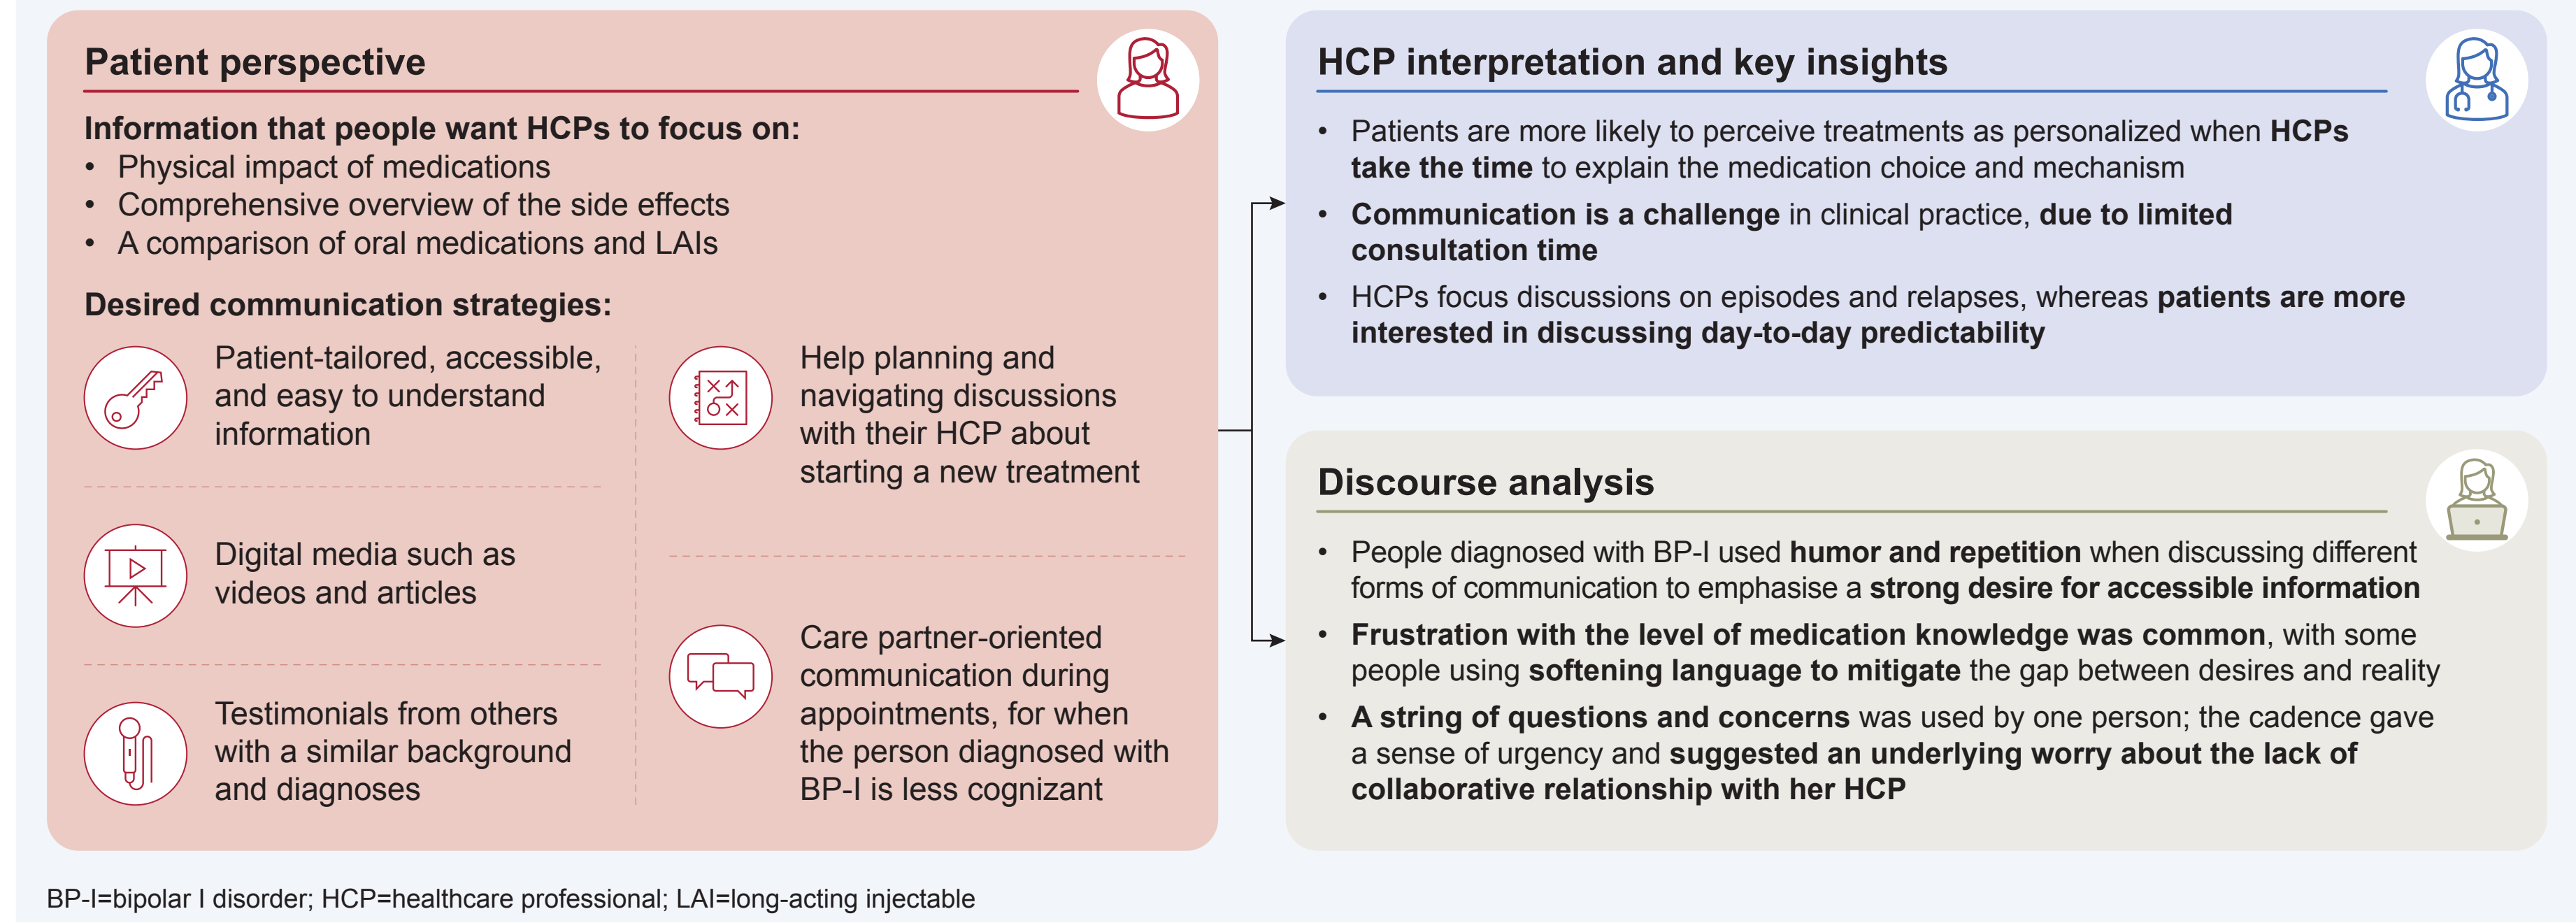 Patient perspective
Information that people want HCPs to focus on:
• Physical impact of medications
• Comprehensive overview of the side effects
• A comparison of oral medications and LAIs
Desired communication strategies:
Patient-tailored, accessible,
and easy to understand
information
Digital media such as
videos and articles
Testimonials from others
with a similar background
and diagnoses
Help planning and
navigating discussions
with their HCP about
starting a new treatment
Care partner-oriented
communication during
appointments, for when
the person diagnosed with
BP-I is less cognizant
HCP interpretation and key insights
• Patients are more likely to perceive treatments as personalized when HCPs
take the time to explain the medication choice and mechanism
• Communication is a challenge in clinical practice, due to limited
consultation time
• HCPs focus discussions on episodes and relapses, whereas patients are more
interested in discussing day-to-day predictability
Discourse analysis
• People diagnosed with BP-I used humor and repetition when discussing different
forms of communication to emphasise a strong desire for accessible information
• Frustration with the level of medication knowledge was common, with some
people using softening language to mitigate the gap between desires and reality
• A string of questions and concerns was used by one person; the cadence gave
a sense of urgency and suggested an underlying worry about the lack of
collaborative relationship with her HCP
BP-I=bipolar I disorder; HCP=healthcare professional; LAI=long-acting injectable